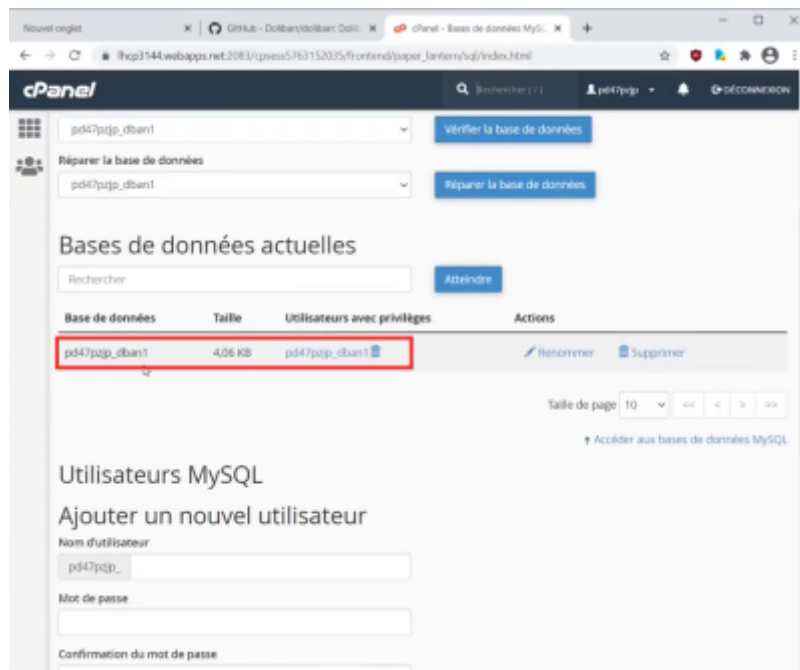 Nouvel onglet
GitHub - Dolibarr/dolibarr: Doli
cPanel - Bases de données MySQL
lhcp3144.webapps.net:2083/cpsess5763152035/frontend/paper_lantern/sql/index.html
cPanel
Rechercher ( / )
pd47pzjp
DÉCONNEXION
pd47pzjp_dban1
Vérifier la base de données
Réparer la base de données
pd47pzjp_dban1
Réparer la base de données
Bases de données actuelles
Rechercher
Atteindre
Base de données Taille Utilisateurs avec privilèges Actions
pd47pzjp_dban1 4,06 KB pd47pzjp_dban1 Renommer Supprimer
Taille de page 10 << < > >>
Accéder aux bases de données MySQL
Utilisateurs MySQL
Ajouter un nouvel utilisateur
Nom d'utilisateur
pd47pzjp_
Mot de passe
Confirmation du mot de passe